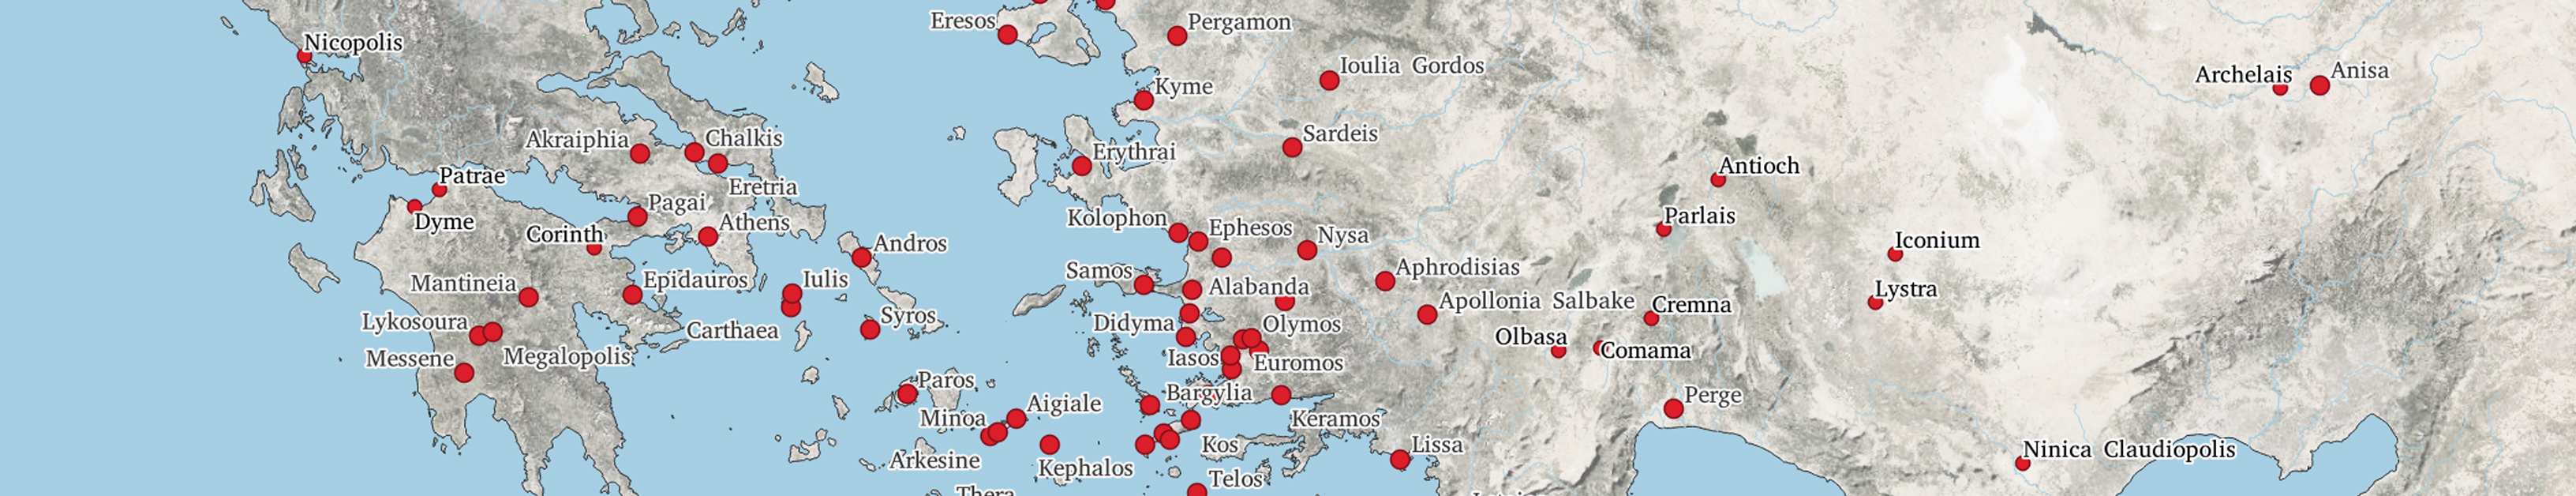 Eresos
Pergamon
Nicopolis
Ioulia Gordos
Archelais
Anisa
Kyme
Akraiphia
Chalkis
Sardeis
Erythrai
Antioch
Patrae
Eretria
Pagai
Parlais
Dyme
Corinth
Athens
Kolophon
Ephesos
Nysa
Andros
Iconium
Samos
Aphrodisias
Mantineia
Epidauros
Iulis
Alabanda
Lystra
Apollonia Salbake
Cremna
Lykosoura
Carthaea
Syros
Didyma
Olymos
Olbasa
Comama
Messene
Megalopolis
Iasos
Euromos
Paros
Bargylia
Perge
Minoa
Aigiale
Keramos
Arkesine
Kephalos
Kos
Lissa
Ninica Claudiopolis
Telos
Thera